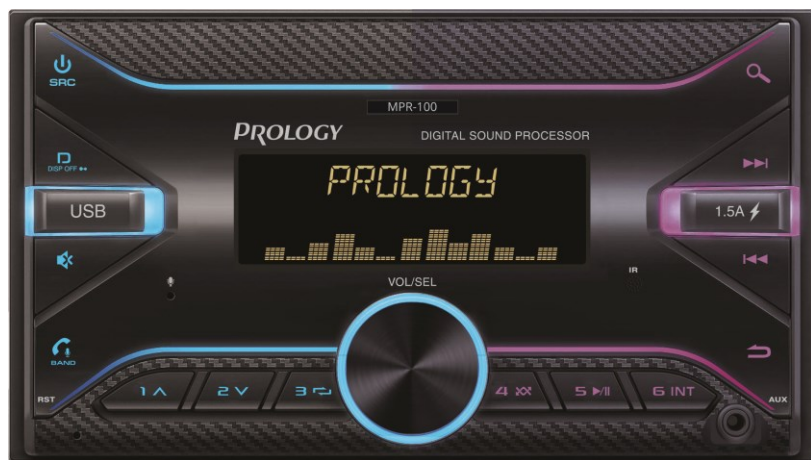 SRC
MPR-100
PROLOGY
DIGITAL SOUND PROCESSOR
D
DISP OFF
PROLOGY
USB
1.5A
IR
VOL/SEL
BAND
1
2
3
4
5
6 INT
RST
AUX